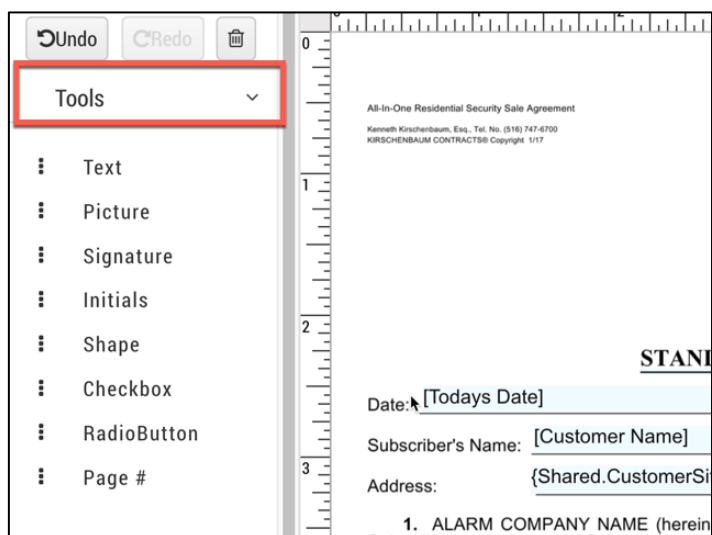 Undo Redo
Tools
Text
Picture
Signature
Initials
Shape
Checkbox
RadioButton
Page #
0
1
2
3
All-In-One Residential Security Sale Agreement
Kenneth Kirschenbaum, Esq., Tel. No. (516) 747-6700
KIRSCHENBAUM CONTRACTS® Copyright 1/17
Date: [Todays Date]
Subscriber's Name: [Customer Name]
Address: {Shared.CustomerSi
1. ALARM COMPANY NAME (herein